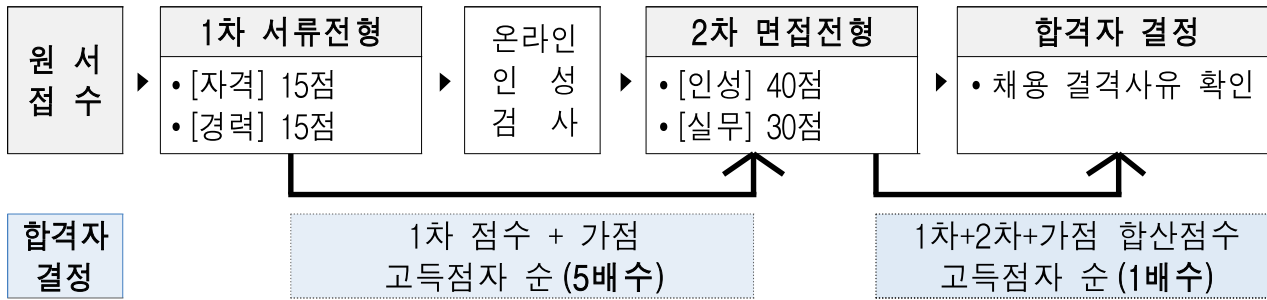 원 서
접 수
1차 서류전형
• [자격] 15점
• [경력] 15점
온라인
인 성
검 사
2차 면접전형
• [인성] 40점
• [실무] 30점
합격자 결정
• 채용 결격사유 확인
합격자
결정
1차 점수 + 가점
고득점자 순 (5배수)
1차+2차+가점 합산점수
고득점자 순 (1배수)